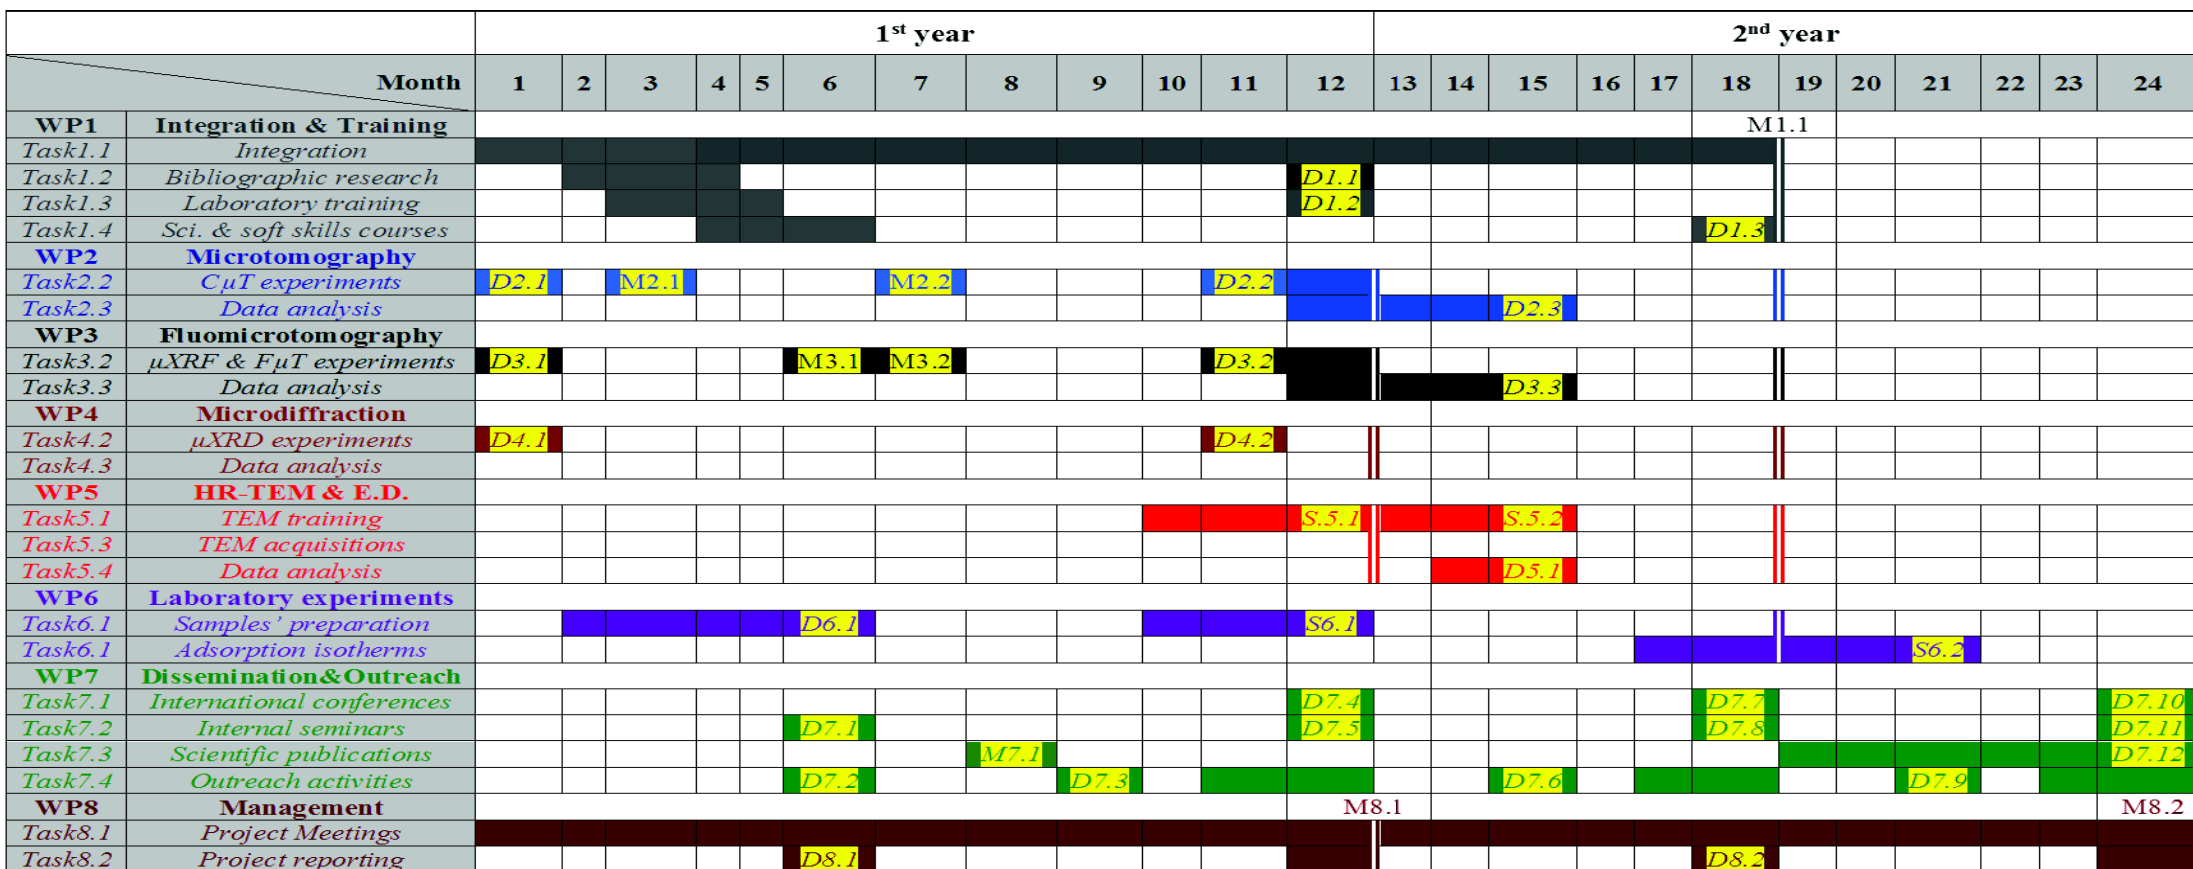 1st year 2nd year
Month 1 2 3 4 5 6 7 8 9 10 11 12 13 14 15 16 17 18 19 20 21 22 23 24
WP1 Integration & Training M1.1
Task1.1 Integration
Task1.2 Bibliographic research D1.1
Task1.3 Laboratory training D1.2
Task1.4 Sci. & soft skills courses D1.3
WP2 Microtomography
Task2.2 CμT experiments D2.1 M2.1 M2.2 D2.2
Task2.3 Data analysis D2.3
WP3 Fluomicrotomography
Task3.2 μXRF & FμT experiments D3.1 M3.1 M3.2 D3.2
Task3.3 Data analysis D3.3
WP4 Microdiffraction
Task4.2 μXRD experiments D4.1 D4.2
Task4.3 Data analysis
WP5 HR-TEM & E.D.
Task5.1 TEM training S.5.1 S.5.2
Task5.3 TEM acquisitions
Task5.4 Data analysis D5.1
WP6 Laboratory experiments
Task6.1 Samples' preparation D6.1 S6.1
Task6.1 Adsorption isotherms S6.2
WP7 Dissemination&Outreach
Task7.1 International conferences D7.4 D7.7 D7.10
Task7.2 Internal seminars D7.1 D7.5 D7.8 D7.11
Task7.3 Scientific publications M7.1 D7.12
Task7.4 Outreach activities D7.2 D7.3 D7.6 D7.9
WP8 Management M8.1 M8.2
Task8.1 Project Meetings
Task8.2 Project reporting D8.1 D8.2